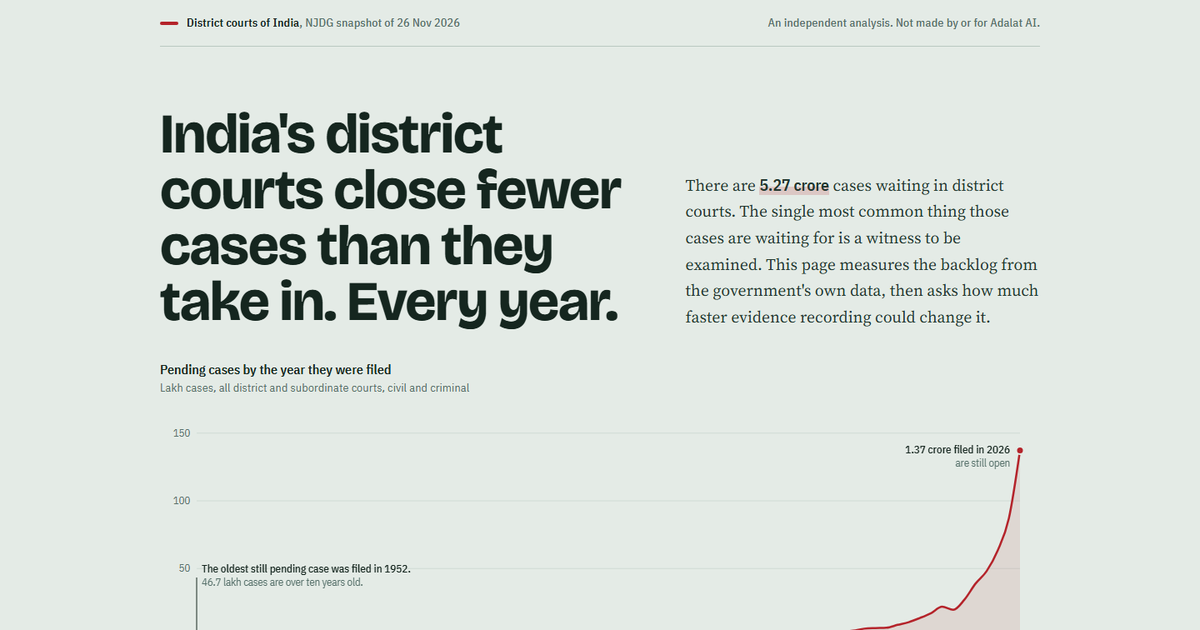 District courts of India, NJDG snapshot of 26 Nov 2026
An independent analysis. Not made by or for Adalat AI.
India's district
courts close fewer
cases than they
take in. Every year.
There are 5.27 crore cases waiting in district
courts. The single most common thing those
cases are waiting for is a witness to be
examined. This page measures the backlog from
the government's own data, then asks how much
faster evidence recording could change it.
Pending cases by the year they were filed
Lakh cases, all district and subordinate courts, civil and criminal
150
1.37 crore filed in 2026
are still open
100
50
The oldest still pending case was filed in 1952.
46.7 lakh cases are over ten years old.